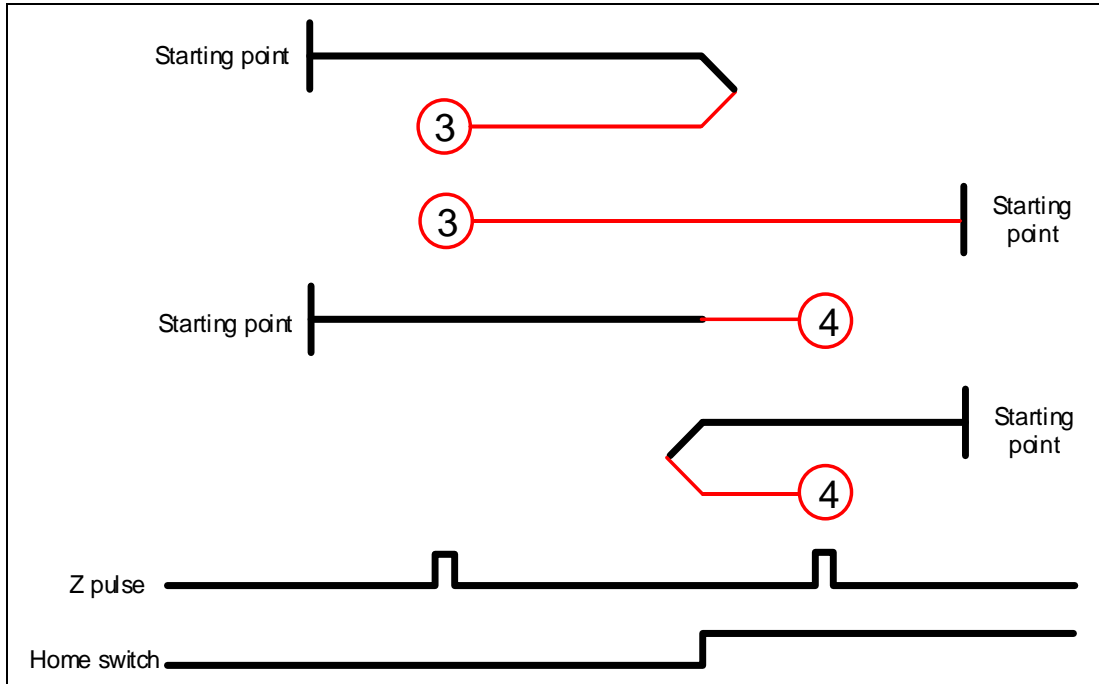 Starting point
3
3
Starting
point
Starting point
4
Starting
point
4
Z pulse
Home switch